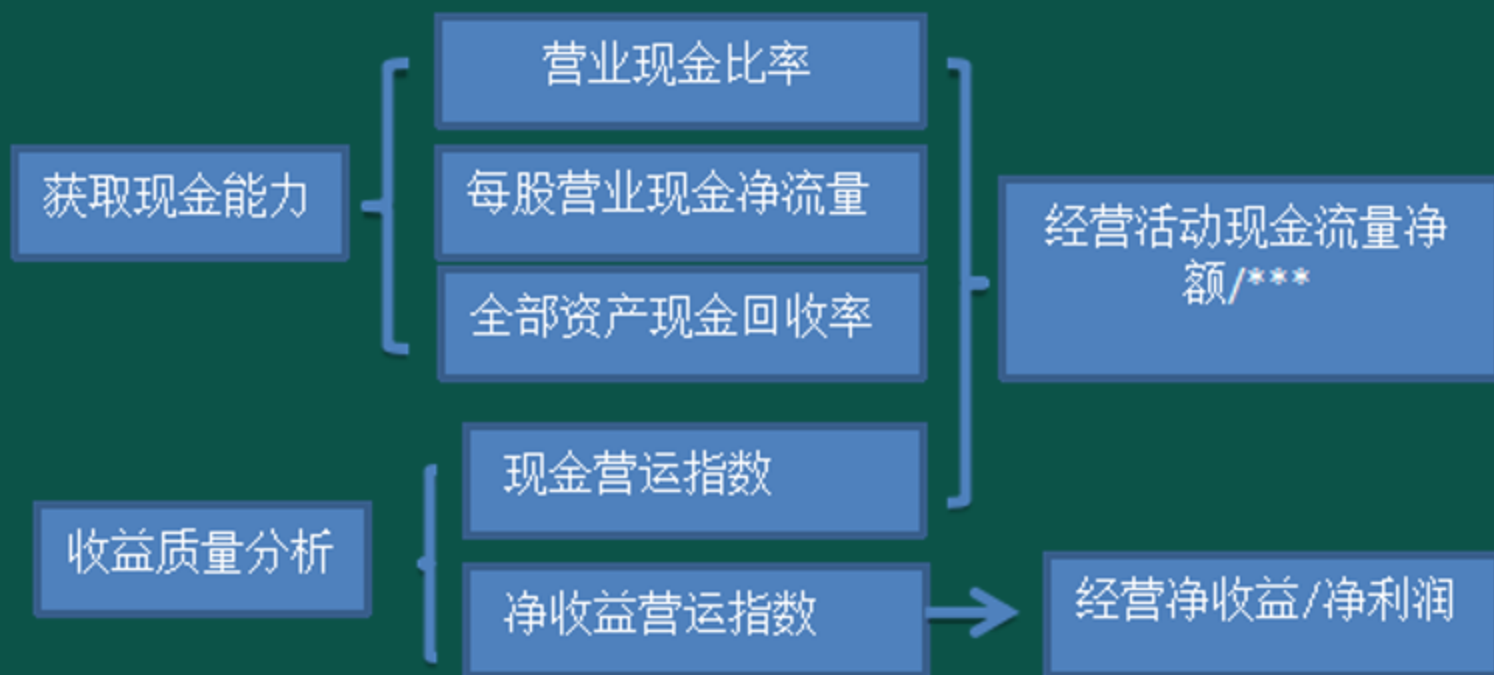 营业现金比率
获取现金能力
每股营业现金净流量
全部资产现金回收率
经营活动现金流量净
额/***
现金营运指数
收益质量分析
净收益营运指数
经营净收益/净利润